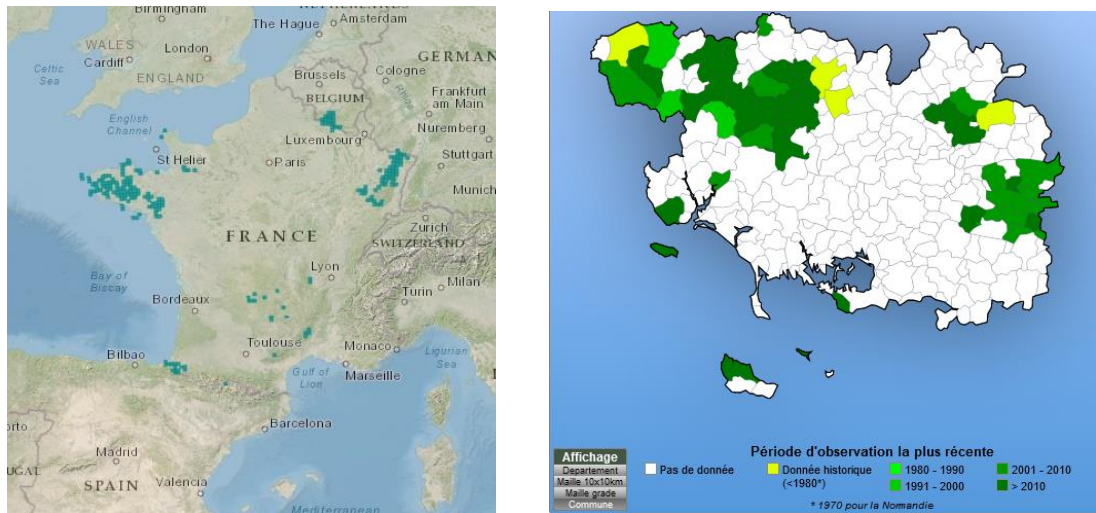 Birmingham
The Hague
Amsterdam
WALES
London
Cardiff
ENGLAND
GERMAN
Celtic
Sea
Brussels
Cologne
BELGIUM
Rhine
Frankfurt
am Main
English
Channel
Luxembourg
Nuremberg
St Helier
Paris
Stuttgart
Munich
Zurich
FRANCE
SWITZERLAND
Bay of
Biscay
Lyon
Milan
Bordeaux
Turin
Toulouse
Monaco
Ligurian
Sea
Bilbao
Marseille
Gulf of
Lion
Barcelona
orto
Madrid
UGAL
SPAIN
Valencia
Mediterranean
Affichage
Departement
Maille 10x10km
Maille grade
Commune
Période d'observation la plus récente
Pas de donnée
Donnée historique
(<1980*)
1980 - 1990
1991 - 2000
2001 - 2010
> 2010
* 1970 pour la Normandie